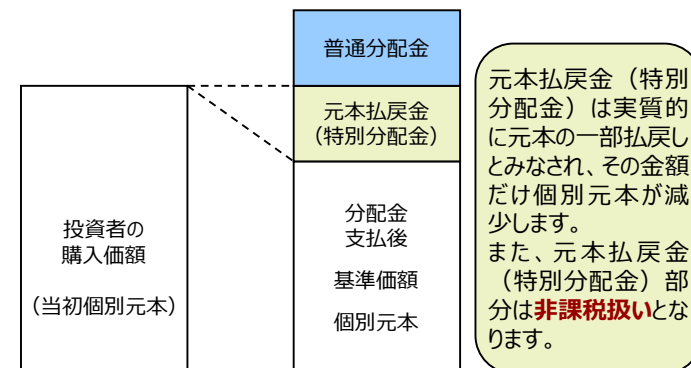 普通分配金
元本払戻金
（特別分配金）
投資者の
購入価額
（当初個別元本）
分配金
支払後
基準価額
個別元本
元本払戻金（特別
分配金）は実質的
に元本の一部払戻し
とみなされ、その金額
だけ個別元本が減
少します。
また、元本払戻金
（特別分配金）部
分は非課税扱いとな
ります。